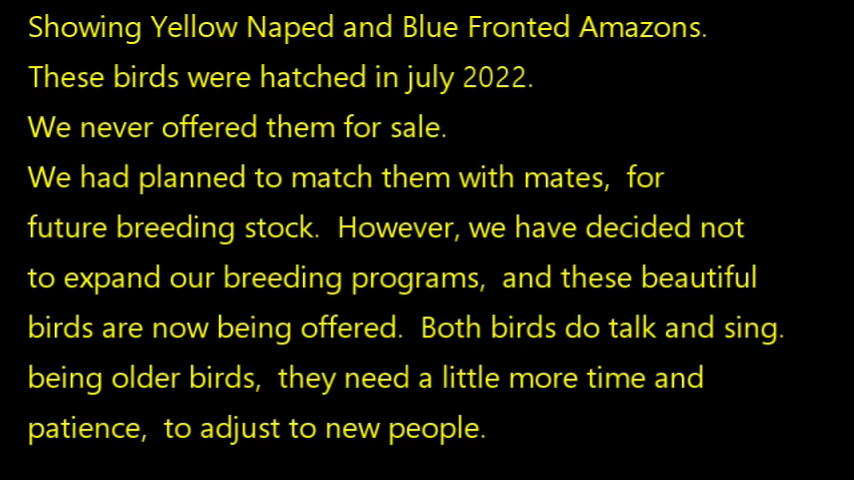 Showing Yellow Naped and Blue Fronted Amazons.
These birds were hatched in july 2022.
We never offered them for sale.
We had planned to match them with mates,  for
future breeding stock.  However, we have decided not
to expand our breeding programs,  and these beautiful
birds are now being offered.  Both birds do talk and sing.
being older birds,  they need a little more time and
patience,  to adjust to new people.